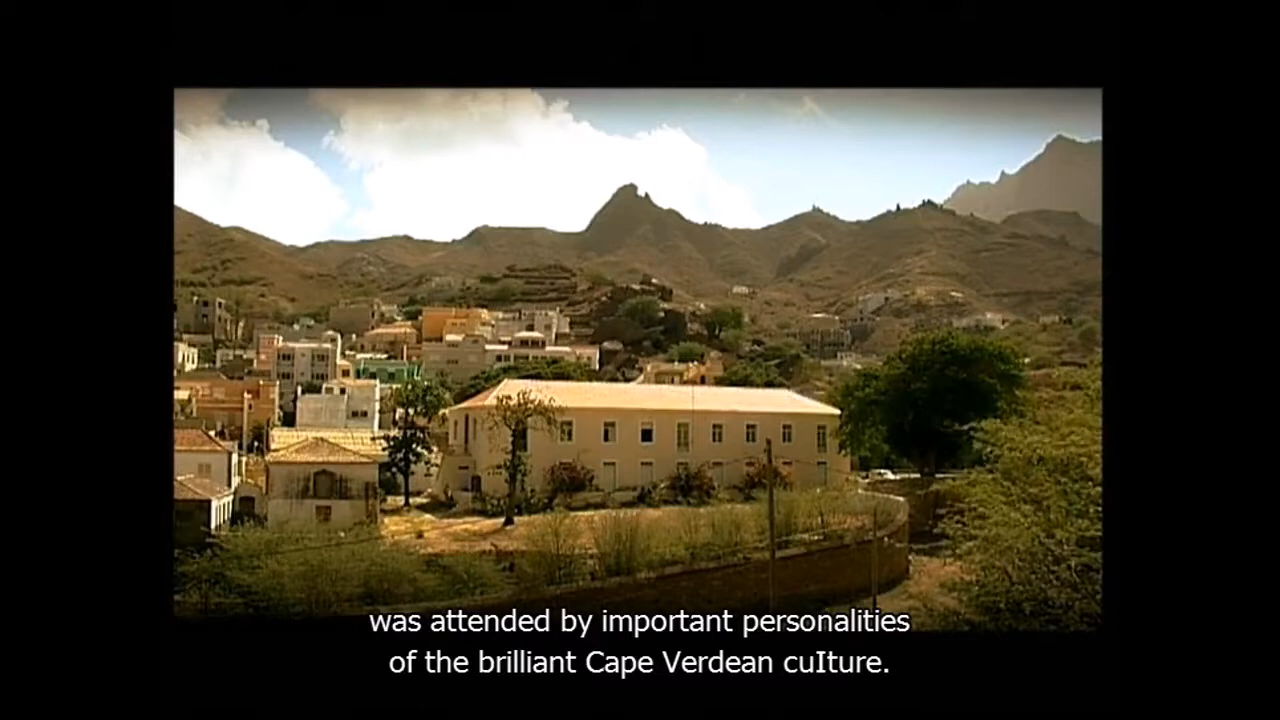 was attended by important personalities
of the brilliant Cape Verdean cuIture.